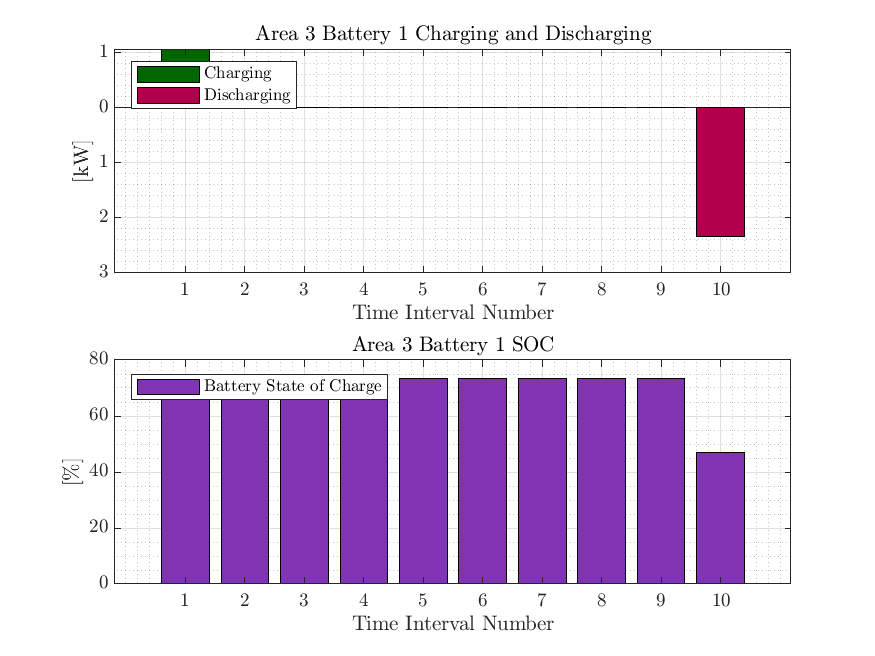 Area 3 Battery 1 Charging and Discharging
1
0
1
2
3
[kW]
Charging
Discharging
1 2 3 4 5 6 7 8 9 10
Time Interval Number
Area 3 Battery 1 SOC
80
60
40
20
0
[%]
Battery State of Charge
1 2 3 4 5 6 7 8 9 10
Time Interval Number